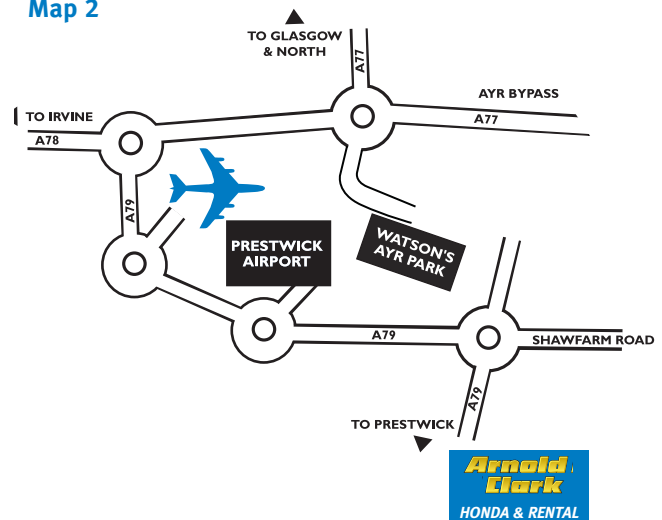 Map 2
TO GLASGOW
& NORTH
A77
AYR BYPASS
A77
TO IRVINE
A78
A79
PRESTWICK
AIRPORT
WATSON'S
AYR PARK
A79
SHAWFARM ROAD
A79
TO PRESTWICK
Arnold
Clark
HONDA & RENTAL